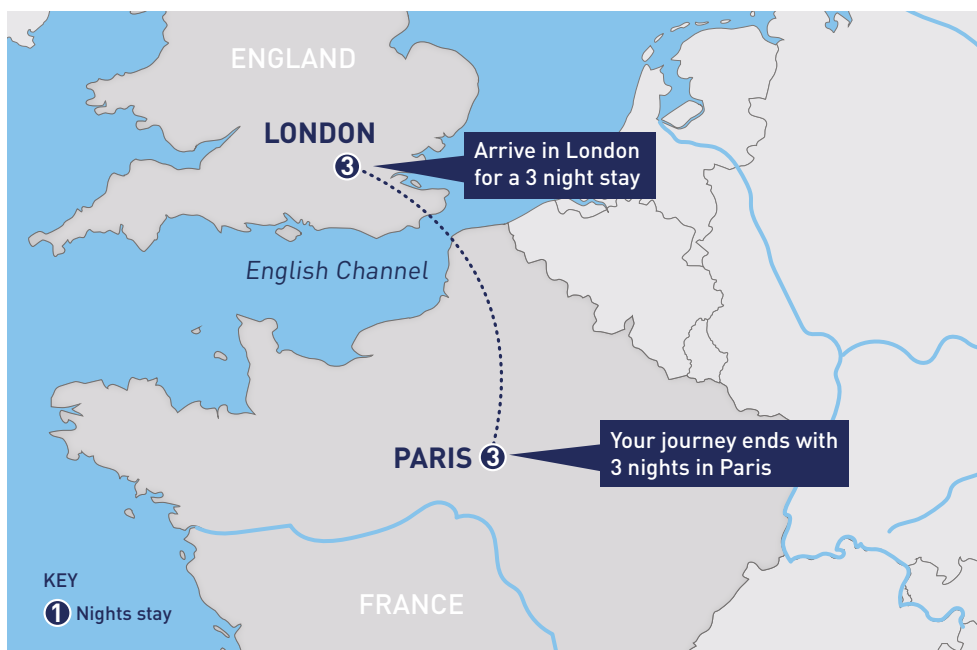 ENGLAND
LONDON
3
Arrive in London
for a 3 night stay
English Channel
PARIS 3
Your journey ends with
3 nights in Paris
KEY
1 Nights stay
FRANCE